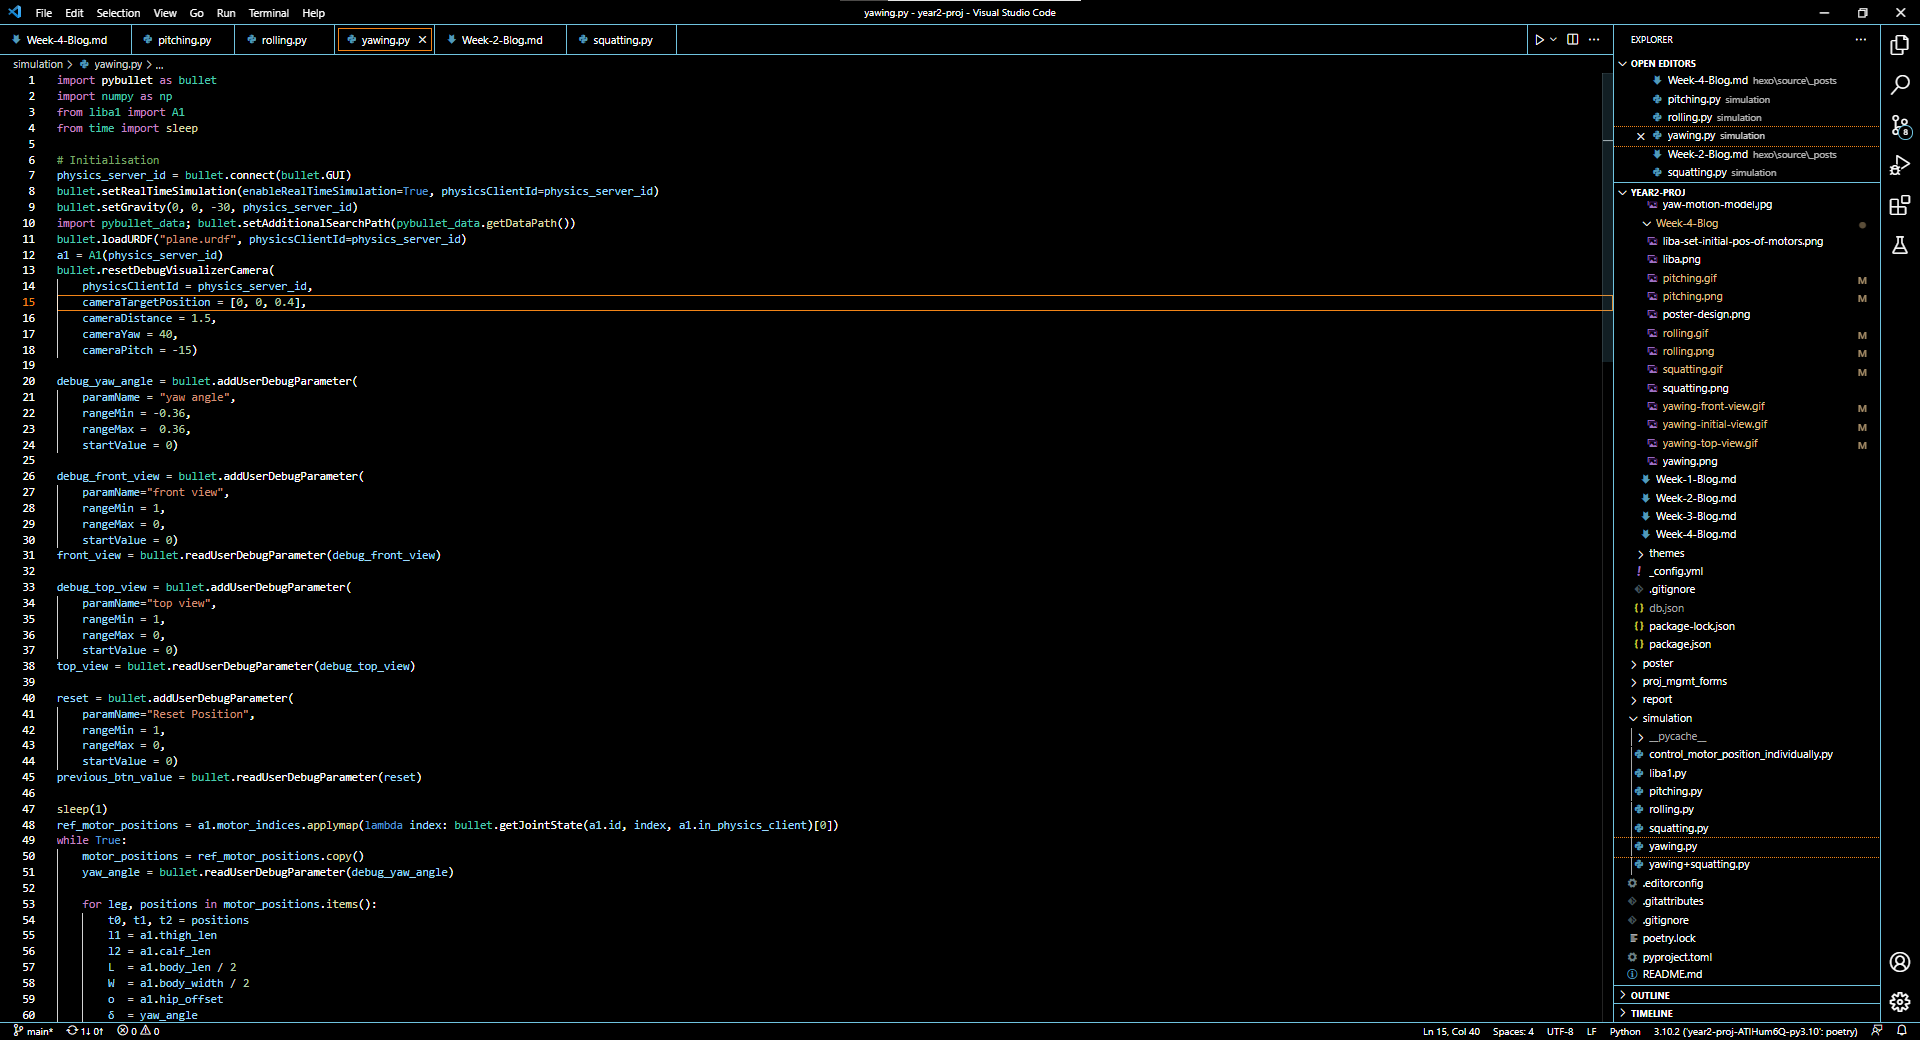 File Edit Selection View Go Run Terminal Help
yawing.py - year2-proj - Visual Studio Code
Week-4-Blog.md
pitching.py
rolling.py
yawing.py
Week-2-Blog.md
squatting.py
simulation > yawing.py > ...
1 import pybullet as bullet
2 import numpy as np
3 from liba1 import A1
4 from time import sleep
5
6 # Initialisation
7 physics_server_id = bullet.connect(bullet.GUI)
8 bullet.setRealTimeSimulation(enableRealTimeSimulation=True, physicsClientId=physics_server_id)
9 bullet.setGravity(0, 0, -30, physics_server_id)
10 import pybullet_data; bullet.setAdditionalSearchPath(pybullet_data.getDataPath())
11 bullet.loadURDF("plane.urdf", physicsClientId=physics_server_id)
12 a1 = A1(physics_server_id)
13 bullet.resetDebugVisualizerCamera(
14 physicsClientId = physics_server_id,
15 cameraTargetPosition = [0, 0, 0.4],
16 cameraDistance = 1.5,
17 cameraYaw = 40,
18 cameraPitch = -15)
19
20 debug_yaw_angle = bullet.addUserDebugParameter(
21 paramName = "yaw angle",
22 rangeMin = -0.36,
23 rangeMax =  0.36,
24 startValue = 0)
25
26 debug_front_view = bullet.addUserDebugParameter(
27 paramName="front view",
28 rangeMin = 1,
29 rangeMax = 0,
30 startValue = 0)
31 front_view = bullet.readUserDebugParameter(debug_front_view)
32
33 debug_top_view = bullet.addUserDebugParameter(
34 paramName="top view",
35 rangeMin = 1,
36 rangeMax = 0,
37 startValue = 0)
38 top_view = bullet.readUserDebugParameter(debug_top_view)
39
40 reset = bullet.addUserDebugParameter(
41 paramName="Reset Position",
42 rangeMin = 1,
43 rangeMax = 0,
44 startValue = 0)
45 previous_btn_value = bullet.readUserDebugParameter(reset)
46
47 sleep(1)
48 ref_motor_positions = a1.motor_indices.applymap(lambda index: bullet.getJointState(a1.id, index, a1.in_physics_client)[0])
49 while True:
50 motor_positions = ref_motor_positions.copy()
51 yaw_angle = bullet.readUserDebugParameter(debug_yaw_angle)
52
53 for leg, positions in motor_positions.items():
54 t0, t1, t2 = positions
55 l1 = a1.thigh_len
56 l2 = a1.calf_len
57 L  = a1.body_len / 2
58 W  = a1.body_width / 2
59 o  = a1.hip_offset
60 δ  = yaw_angle
EXPLORER
OPEN EDITORS
Week-4-Blog.md hexo\source\_posts
pitching.py simulation
rolling.py simulation
yawing.py simulation
Week-2-Blog.md hexo\source\_posts
squatting.py simulation
YEAR2-PROJ
yaw-motion-model.jpg
Week-4-Blog
liba-set-initial-pos-of-motors.png
liba.png
pitching.gif M
pitching.png M
poster-design.png
rolling.gif M
rolling.png M
squatting.gif M
squatting.png
yawing-front-view.gif M
yawing-initial-view.gif M
yawing-top-view.gif M
yawing.png
Week-1-Blog.md
Week-2-Blog.md
Week-3-Blog.md
Week-4-Blog.md
themes
_config.yml
.gitignore
db.json
package-lock.json
package.json
poster
proj_mgmt_forms
report
simulation
__pycache__
control_motor_position_individually.py
liba1.py
pitching.py
rolling.py
squatting.py
yawing.py
yawing+squatting.py
.editorconfig
.gitattributes
.gitignore
poetry.lock
pyproject.toml
README.md
OUTLINE
TIMELINE
8
main* 1↓ 0↑ 0 0
Ln 15, Col 40 Spaces: 4 UTF-8 LF Python 3.10.2 ('year2-proj-ATlHum6Q-py3.10': poetry)